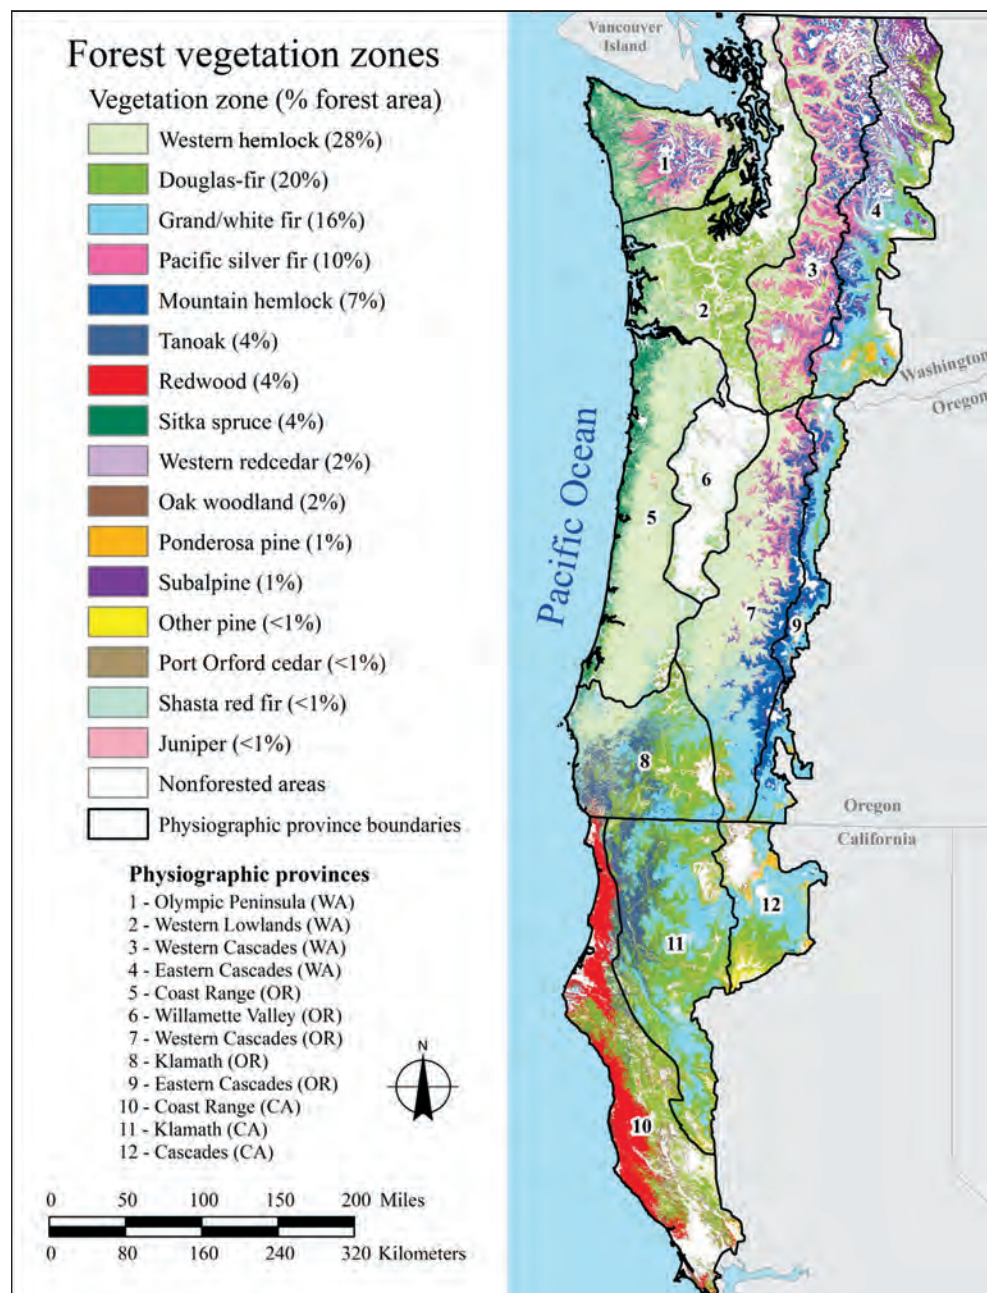 Forest vegetation zones
Vegetation zone (% forest area)
Western hemlock (28%)
Douglas-fir (20%)
Grand/white fir (16%)
Pacific silver fir (10%)
Mountain hemlock (7%)
Tanoak (4%)
Redwood (4%)
Sitka spruce (4%)
Western redcedar (2%)
Oak woodland (2%)
Ponderosa pine (1%)
Subalpine (1%)
Other pine (<1%)
Port Orford cedar (<1%)
Shasta red fir (<1%)
Juniper (<1%)
Nonforested areas
Physiographic province boundaries
Physiographic provinces
1 - Olympic Peninsula (WA)
2 - Western Lowlands (WA)
3 - Western Cascades (WA)
4 - Eastern Cascades (WA)
5 - Coast Range (OR)
6 - Willamette Valley (OR)
7 - Western Cascades (OR)
8 - Klamath (OR)
9 - Eastern Cascades (OR)
10 - Coast Range (CA)
11 - Klamath (CA)
12 - Cascades (CA)
N
0 50 100 150 200 Miles
0 80 160 240 320 Kilometers
Vancouver
Island
1
4
3
2
Washington
Oregon
Pacific Ocean
6
5
7
9
8
Oregon
California
12
11
10